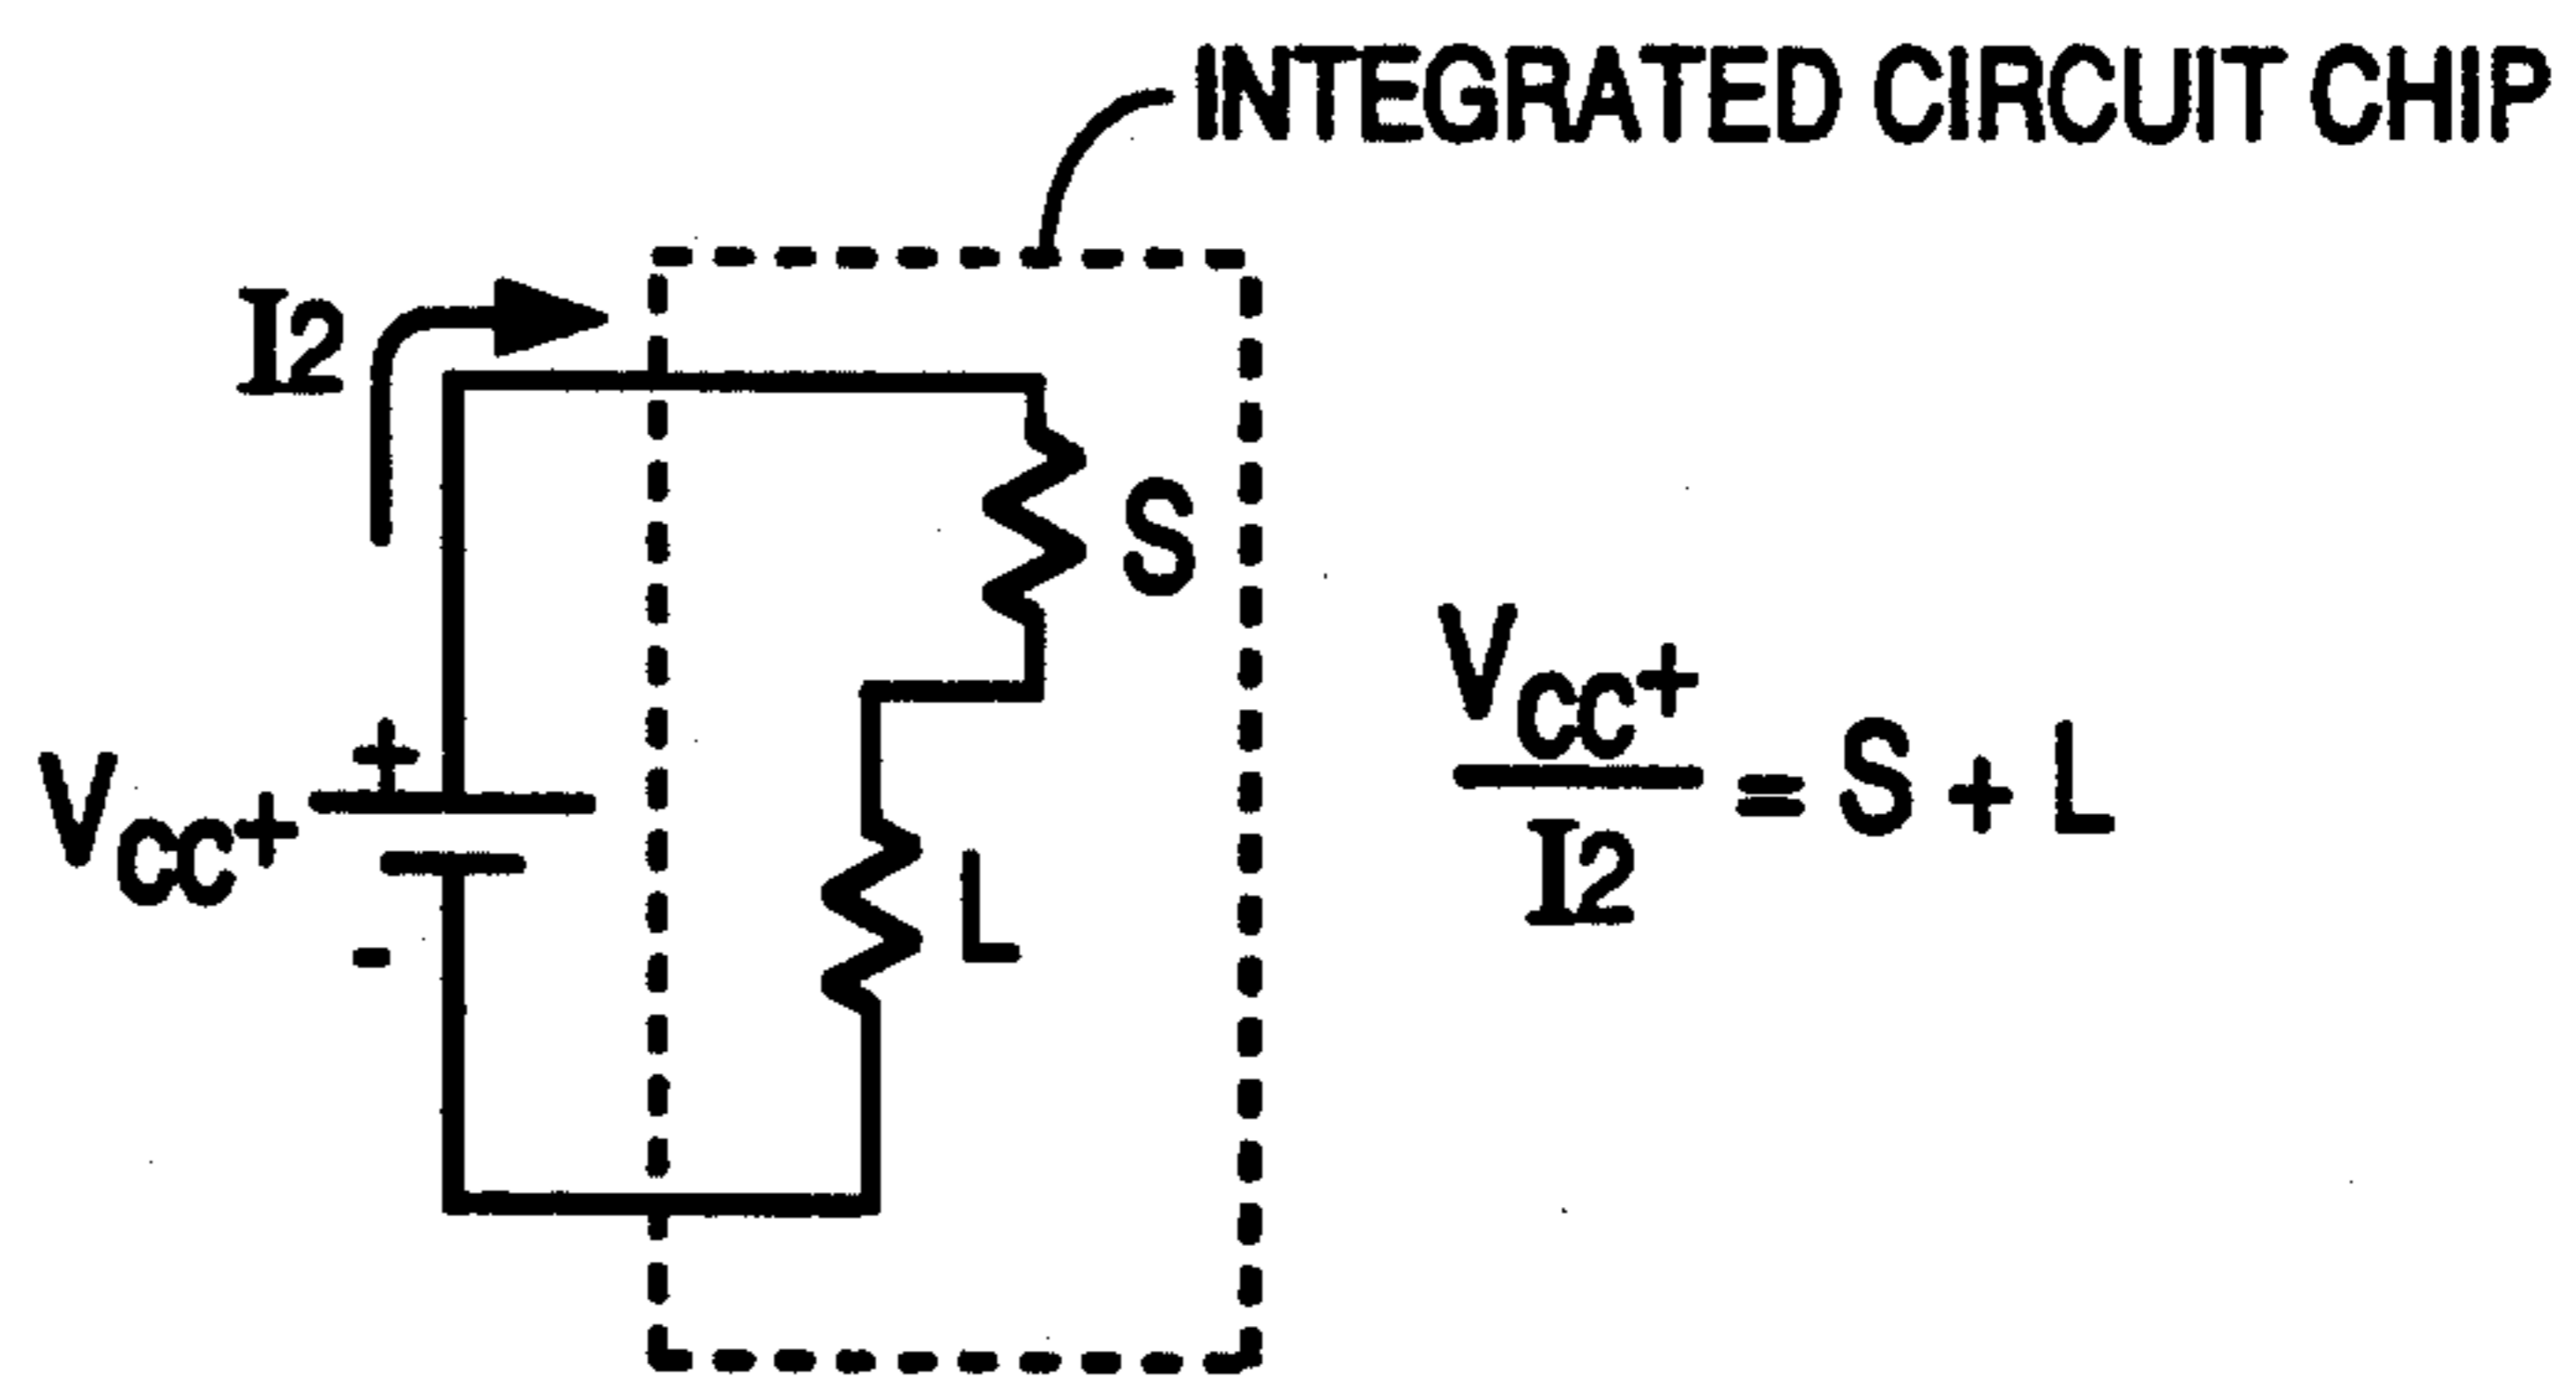 INTEGRATED CIRCUIT CHIP
I2
S
VCC+
+
-
L
VCC+
I2
= S + L